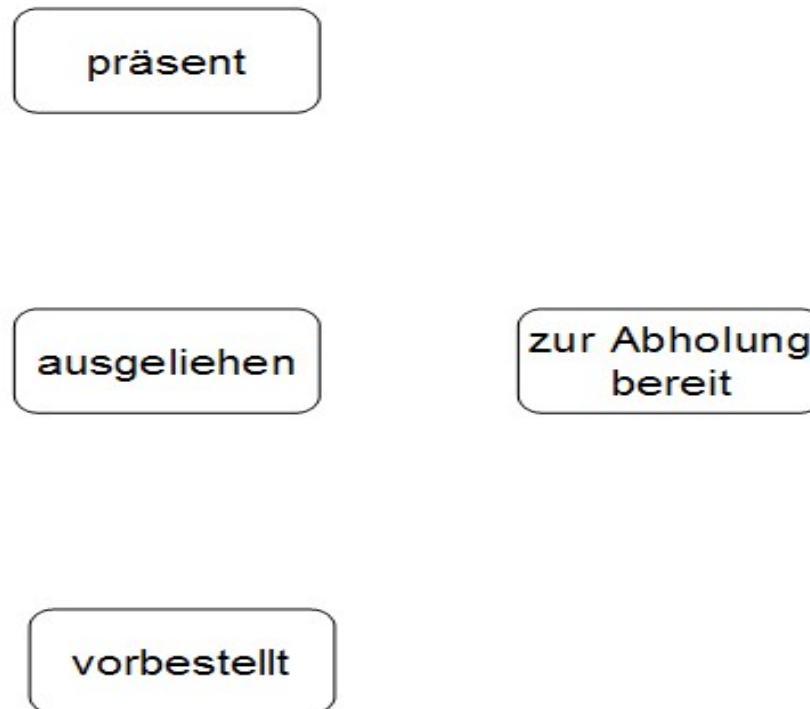 präsent
ausgeliehen
zur Abholung
bereit
vorbestellt